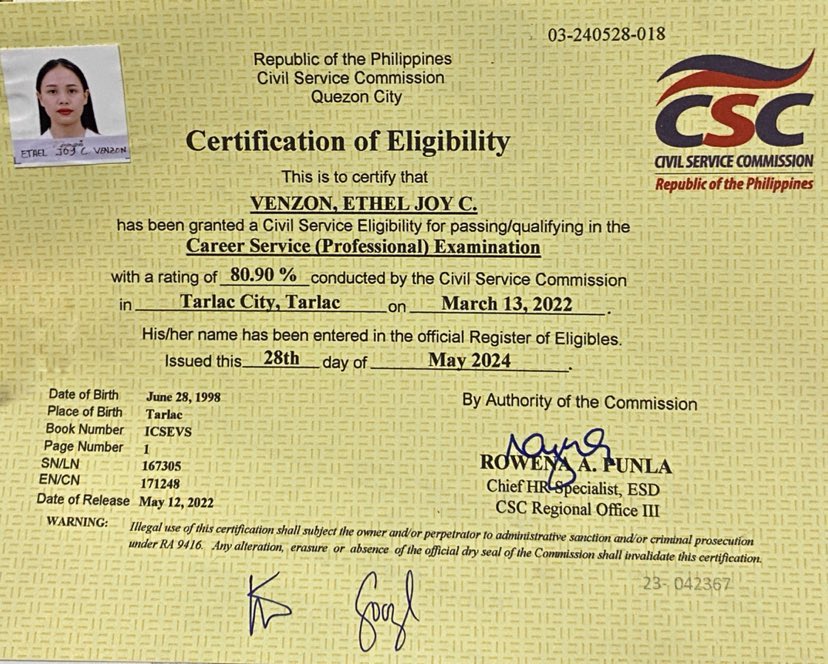 03-240528-018
Republic of the Philippines
Civil Service Commission
Quezon City
CSC
CIVIL SERVICE COMMISSION
Republic of the Philippines
ETHEL JOY C. VENZON
Certification of Eligibility
This is to certify that
VENZON, ETHEL JOY C.
has been granted a Civil Service Eligibility for passing/qualifying in the
Career Service (Professional) Examination
with a rating of 80.90 % conducted by the Civil Service Commission
in Tarlac City, Tarlac on March 13, 2022.
His/her name has been entered in the official Register of Eligibles.
Issued this 28th day of May 2024.
Date of Birth June 28, 1998
Place of Birth Tarlac
Book Number ICSEVS
Page Number 1
SN/LN 167305
EN/CN 171248
Date of Release May 12, 2022
By Authority of the Commission
ROWENA A. PUNLA
Chief HR Specialist, ESD
CSC Regional Office III
WARNING: Illegal use of this certification shall subject the owner and/or perpetrator to administrative sanction and/or criminal prosecution
under RA 9416. Any alteration, erasure or absence of the official dry seal of the Commission shall invalidate this certification.
23- 042367